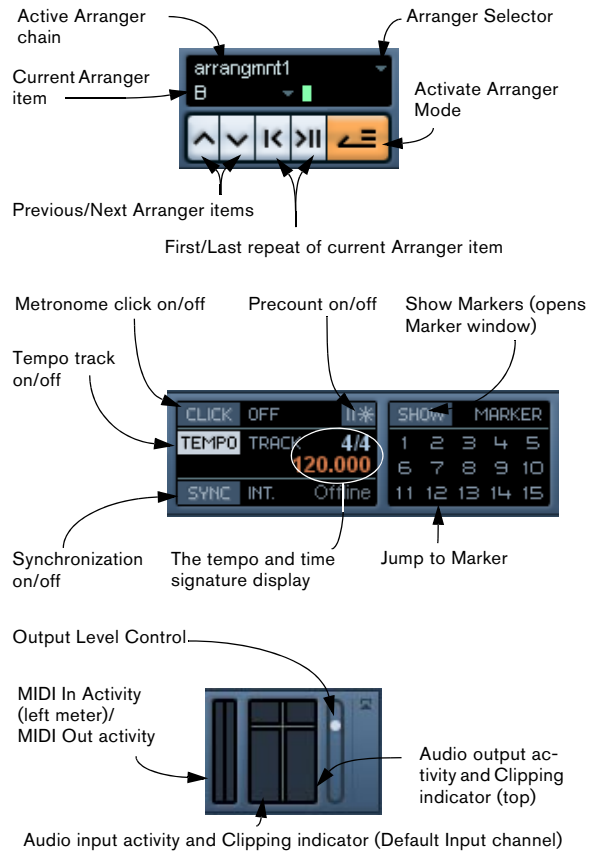 Active Arranger
chain
Arranger Selector
arrangmnt1
Current Arranger
item
B
Activate Arranger
Mode
Previous/Next Arranger items
First/Last repeat of current Arranger item
Metronome click on/off
Precount on/off
Show Markers (opens
Marker window)
Tempo track
on/off
CLICK OFF
SHOW MARKER
TEMPO TRACK 4/4
120.000
1 2 3 4 5
6 7 8 9 10
SYNC INT. Offline
11 12 13 14 15
Synchronization
on/off
The tempo and time
signature display
Jump to Marker
Output Level Control
MIDI In Activity
(left meter)/
MIDI Out activity
Audio output ac-
tivity and Clipping
indicator (top)
Audio input activity and Clipping indicator (Default Input channel)